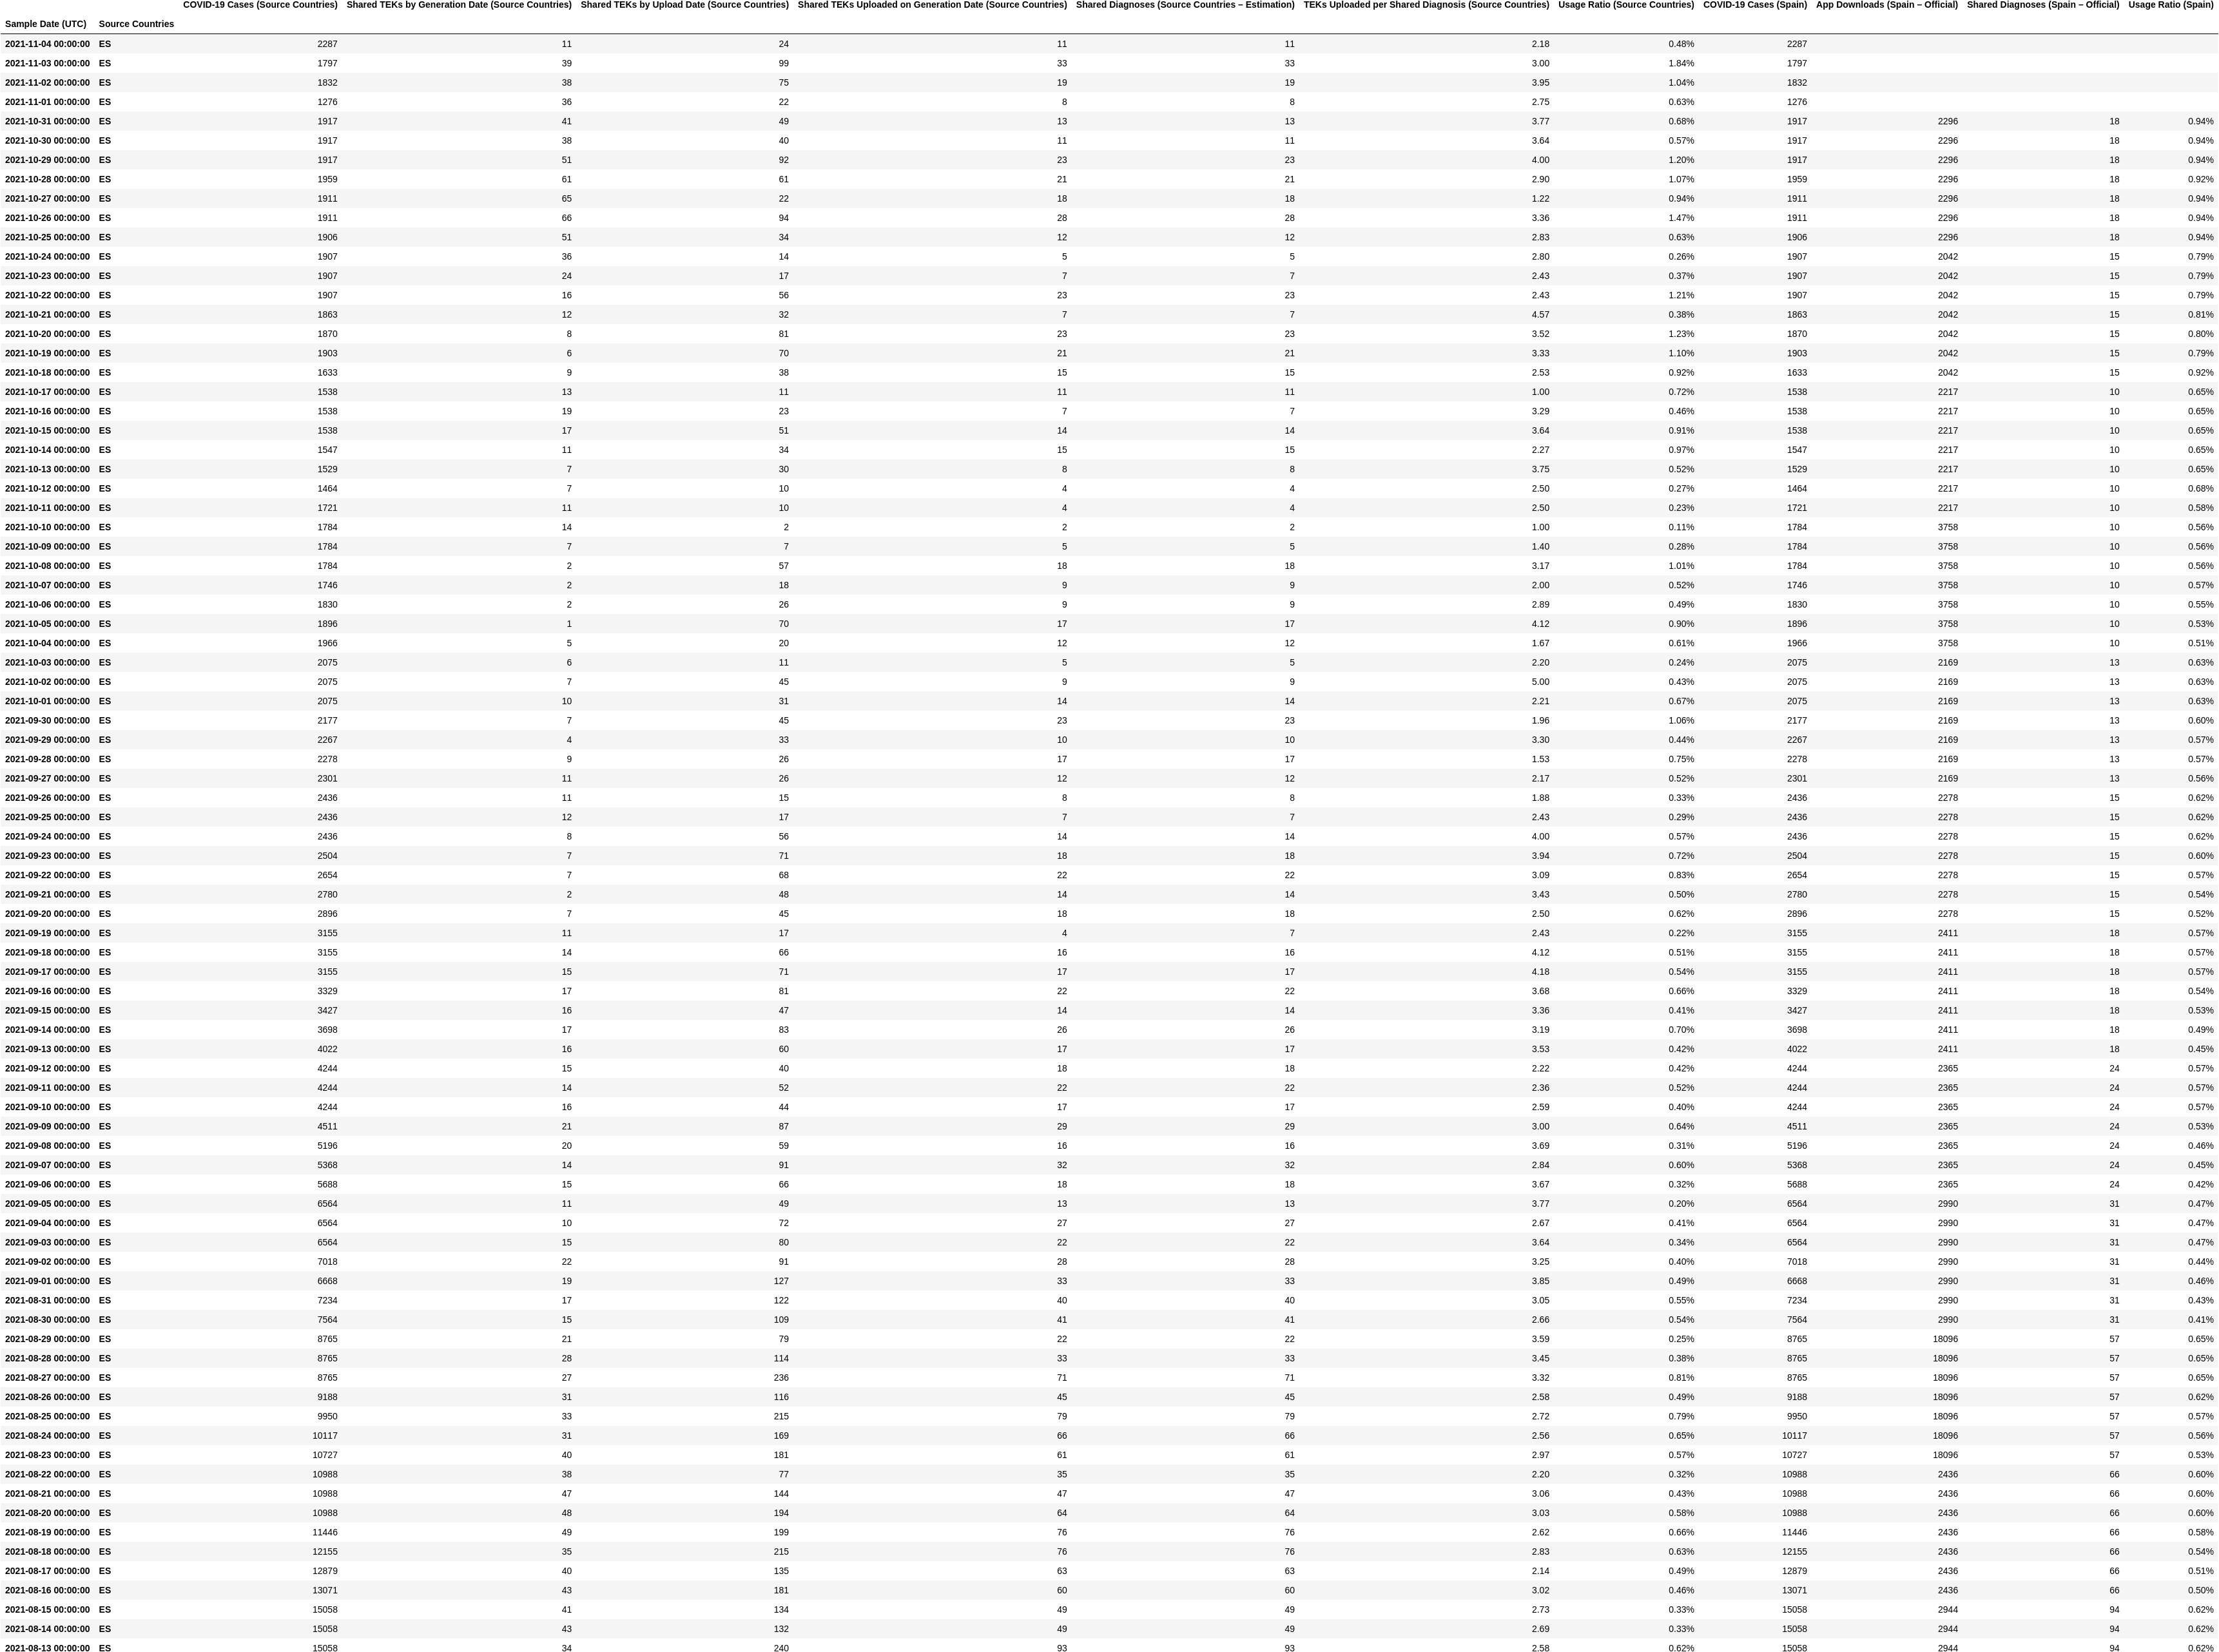 COVID-19 Cases (Source Countries) Shared TEKs by Generation Date (Source Countries) Shared TEKs by Upload Date (Source Countries) Shared TEKs Uploaded on Generation Date (Source Countries) Shared Diagnoses (Source Countries – Estimation) TEKs Uploaded per Shared Diagnosis (Source Countries) Usage Ratio (Source Countries) COVID-19 Cases (Spain) App Downloads (Spain – Official) Shared Diagnoses (Spain – Official) Usage Ratio (Spain)
Sample Date (UTC) Source Countries
2021-11-04 00:00:00 ES 2287 11 24 11 11 2.18 0.48% 2287
2021-11-03 00:00:00 ES 1797 39 99 33 33 3.00 1.84% 1797
2021-11-02 00:00:00 ES 1832 38 75 19 19 3.95 1.04% 1832
2021-11-01 00:00:00 ES 1276 36 22 8 8 2.75 0.63% 1276
2021-10-31 00:00:00 ES 1917 41 49 13 13 3.77 0.68% 1917 2296 18 0.94%
2021-10-30 00:00:00 ES 1917 38 40 11 11 3.64 0.57% 1917 2296 18 0.94%
2021-10-29 00:00:00 ES 1917 51 92 23 23 4.00 1.20% 1917 2296 18 0.94%
2021-10-28 00:00:00 ES 1959 61 61 21 21 2.90 1.07% 1959 2296 18 0.92%
2021-10-27 00:00:00 ES 1911 65 22 18 18 1.22 0.94% 1911 2296 18 0.94%
2021-10-26 00:00:00 ES 1911 66 94 28 28 3.36 1.47% 1911 2296 18 0.94%
2021-10-25 00:00:00 ES 1906 51 34 12 12 2.83 0.63% 1906 2296 18 0.94%
2021-10-24 00:00:00 ES 1907 36 14 5 5 2.80 0.26% 1907 2042 15 0.79%
2021-10-23 00:00:00 ES 1907 24 17 7 7 2.43 0.37% 1907 2042 15 0.79%
2021-10-22 00:00:00 ES 1907 16 56 23 23 2.43 1.21% 1907 2042 15 0.79%
2021-10-21 00:00:00 ES 1863 12 32 7 7 4.57 0.38% 1863 2042 15 0.81%
2021-10-20 00:00:00 ES 1870 8 81 23 23 3.52 1.23% 1870 2042 15 0.80%
2021-10-19 00:00:00 ES 1903 6 70 21 21 3.33 1.10% 1903 2042 15 0.79%
2021-10-18 00:00:00 ES 1633 9 38 15 15 2.53 0.92% 1633 2042 15 0.92%
2021-10-17 00:00:00 ES 1538 13 11 11 11 1.00 0.72% 1538 2217 10 0.65%
2021-10-16 00:00:00 ES 1538 19 23 7 7 3.29 0.46% 1538 2217 10 0.65%
2021-10-15 00:00:00 ES 1538 17 51 14 14 3.64 0.91% 1538 2217 10 0.65%
2021-10-14 00:00:00 ES 1547 11 34 15 15 2.27 0.97% 1547 2217 10 0.65%
2021-10-13 00:00:00 ES 1529 7 30 8 8 3.75 0.52% 1529 2217 10 0.65%
2021-10-12 00:00:00 ES 1464 7 10 4 4 2.50 0.27% 1464 2217 10 0.68%
2021-10-11 00:00:00 ES 1721 11 10 4 4 2.50 0.23% 1721 2217 10 0.58%
2021-10-10 00:00:00 ES 1784 14 2 2 2 1.00 0.11% 1784 3758 10 0.56%
2021-10-09 00:00:00 ES 1784 7 7 5 5 1.40 0.28% 1784 3758 10 0.56%
2021-10-08 00:00:00 ES 1784 2 57 18 18 3.17 1.01% 1784 3758 10 0.56%
2021-10-07 00:00:00 ES 1746 2 18 9 9 2.00 0.52% 1746 3758 10 0.57%
2021-10-06 00:00:00 ES 1830 2 26 9 9 2.89 0.49% 1830 3758 10 0.55%
2021-10-05 00:00:00 ES 1896 1 70 17 17 4.12 0.90% 1896 3758 10 0.53%
2021-10-04 00:00:00 ES 1966 5 20 12 12 1.67 0.61% 1966 3758 10 0.51%
2021-10-03 00:00:00 ES 2075 6 11 5 5 2.20 0.24% 2075 2169 13 0.63%
2021-10-02 00:00:00 ES 2075 7 45 9 9 5.00 0.43% 2075 2169 13 0.63%
2021-10-01 00:00:00 ES 2075 10 31 14 14 2.21 0.67% 2075 2169 13 0.63%
2021-09-30 00:00:00 ES 2177 7 45 23 23 1.96 1.06% 2177 2169 13 0.60%
2021-09-29 00:00:00 ES 2267 4 33 10 10 3.30 0.44% 2267 2169 13 0.57%
2021-09-28 00:00:00 ES 2278 9 26 17 17 1.53 0.75% 2278 2169 13 0.57%
2021-09-27 00:00:00 ES 2301 11 26 12 12 2.17 0.52% 2301 2169 13 0.56%
2021-09-26 00:00:00 ES 2436 11 15 8 8 1.88 0.33% 2436 2278 15 0.62%
2021-09-25 00:00:00 ES 2436 12 17 7 7 2.43 0.29% 2436 2278 15 0.62%
2021-09-24 00:00:00 ES 2436 8 56 14 14 4.00 0.57% 2436 2278 15 0.62%
2021-09-23 00:00:00 ES 2504 7 71 18 18 3.94 0.72% 2504 2278 15 0.60%
2021-09-22 00:00:00 ES 2654 7 68 22 22 3.09 0.83% 2654 2278 15 0.57%
2021-09-21 00:00:00 ES 2780 2 48 14 14 3.43 0.50% 2780 2278 15 0.54%
2021-09-20 00:00:00 ES 2896 7 45 18 18 2.50 0.62% 2896 2278 15 0.52%
2021-09-19 00:00:00 ES 3155 11 17 4 7 2.43 0.22% 3155 2411 18 0.57%
2021-09-18 00:00:00 ES 3155 14 66 16 16 4.12 0.51% 3155 2411 18 0.57%
2021-09-17 00:00:00 ES 3155 15 71 17 17 4.18 0.54% 3155 2411 18 0.57%
2021-09-16 00:00:00 ES 3329 17 81 22 22 3.68 0.66% 3329 2411 18 0.54%
2021-09-15 00:00:00 ES 3427 16 47 14 14 3.36 0.41% 3427 2411 18 0.53%
2021-09-14 00:00:00 ES 3698 17 83 26 26 3.19 0.70% 3698 2411 18 0.49%
2021-09-13 00:00:00 ES 4022 16 60 17 17 3.53 0.42% 4022 2411 18 0.45%
2021-09-12 00:00:00 ES 4244 15 40 18 18 2.22 0.42% 4244 2365 24 0.57%
2021-09-11 00:00:00 ES 4244 14 52 22 22 2.36 0.52% 4244 2365 24 0.57%
2021-09-10 00:00:00 ES 4244 16 44 17 17 2.59 0.40% 4244 2365 24 0.57%
2021-09-09 00:00:00 ES 4511 21 87 29 29 3.00 0.64% 4511 2365 24 0.53%
2021-09-08 00:00:00 ES 5196 20 59 16 16 3.69 0.31% 5196 2365 24 0.46%
2021-09-07 00:00:00 ES 5368 14 91 32 32 2.84 0.60% 5368 2365 24 0.45%
2021-09-06 00:00:00 ES 5688 15 66 18 18 3.67 0.32% 5688 2365 24 0.42%
2021-09-05 00:00:00 ES 6564 11 49 13 13 3.77 0.20% 6564 2990 31 0.47%
2021-09-04 00:00:00 ES 6564 10 72 27 27 2.67 0.41% 6564 2990 31 0.47%
2021-09-03 00:00:00 ES 6564 15 80 22 22 3.64 0.34% 6564 2990 31 0.47%
2021-09-02 00:00:00 ES 7018 22 91 28 28 3.25 0.40% 7018 2990 31 0.44%
2021-09-01 00:00:00 ES 6668 19 127 33 33 3.85 0.49% 6668 2990 31 0.46%
2021-08-31 00:00:00 ES 7234 17 122 40 40 3.05 0.55% 7234 2990 31 0.43%
2021-08-30 00:00:00 ES 7564 15 109 41 41 2.66 0.54% 7564 2990 31 0.41%
2021-08-29 00:00:00 ES 8765 21 79 22 22 3.59 0.25% 8765 18096 57 0.65%
2021-08-28 00:00:00 ES 8765 28 114 33 33 3.45 0.38% 8765 18096 57 0.65%
2021-08-27 00:00:00 ES 8765 27 236 71 71 3.32 0.81% 8765 18096 57 0.65%
2021-08-26 00:00:00 ES 9188 31 116 45 45 2.58 0.49% 9188 18096 57 0.62%
2021-08-25 00:00:00 ES 9950 33 215 79 79 2.72 0.79% 9950 18096 57 0.57%
2021-08-24 00:00:00 ES 10117 31 169 66 66 2.56 0.65% 10117 18096 57 0.56%
2021-08-23 00:00:00 ES 10727 40 181 61 61 2.97 0.57% 10727 18096 57 0.53%
2021-08-22 00:00:00 ES 10988 38 77 35 35 2.20 0.32% 10988 2436 66 0.60%
2021-08-21 00:00:00 ES 10988 47 144 47 47 3.06 0.43% 10988 2436 66 0.60%
2021-08-20 00:00:00 ES 10988 48 194 64 64 3.03 0.58% 10988 2436 66 0.60%
2021-08-19 00:00:00 ES 11446 49 199 76 76 2.62 0.66% 11446 2436 66 0.58%
2021-08-18 00:00:00 ES 12155 35 215 76 76 2.83 0.63% 12155 2436 66 0.54%
2021-08-17 00:00:00 ES 12879 40 135 63 63 2.14 0.49% 12879 2436 66 0.51%
2021-08-16 00:00:00 ES 13071 43 181 60 60 3.02 0.46% 13071 2436 66 0.50%
2021-08-15 00:00:00 ES 15058 41 134 49 49 2.73 0.33% 15058 2944 94 0.62%
2021-08-14 00:00:00 ES 15058 43 132 49 49 2.69 0.33% 15058 2944 94 0.62%
2021-08-13 00:00:00 ES 15058 34 240 93 93 2.58 0.62% 15058 2944 94 0.62%